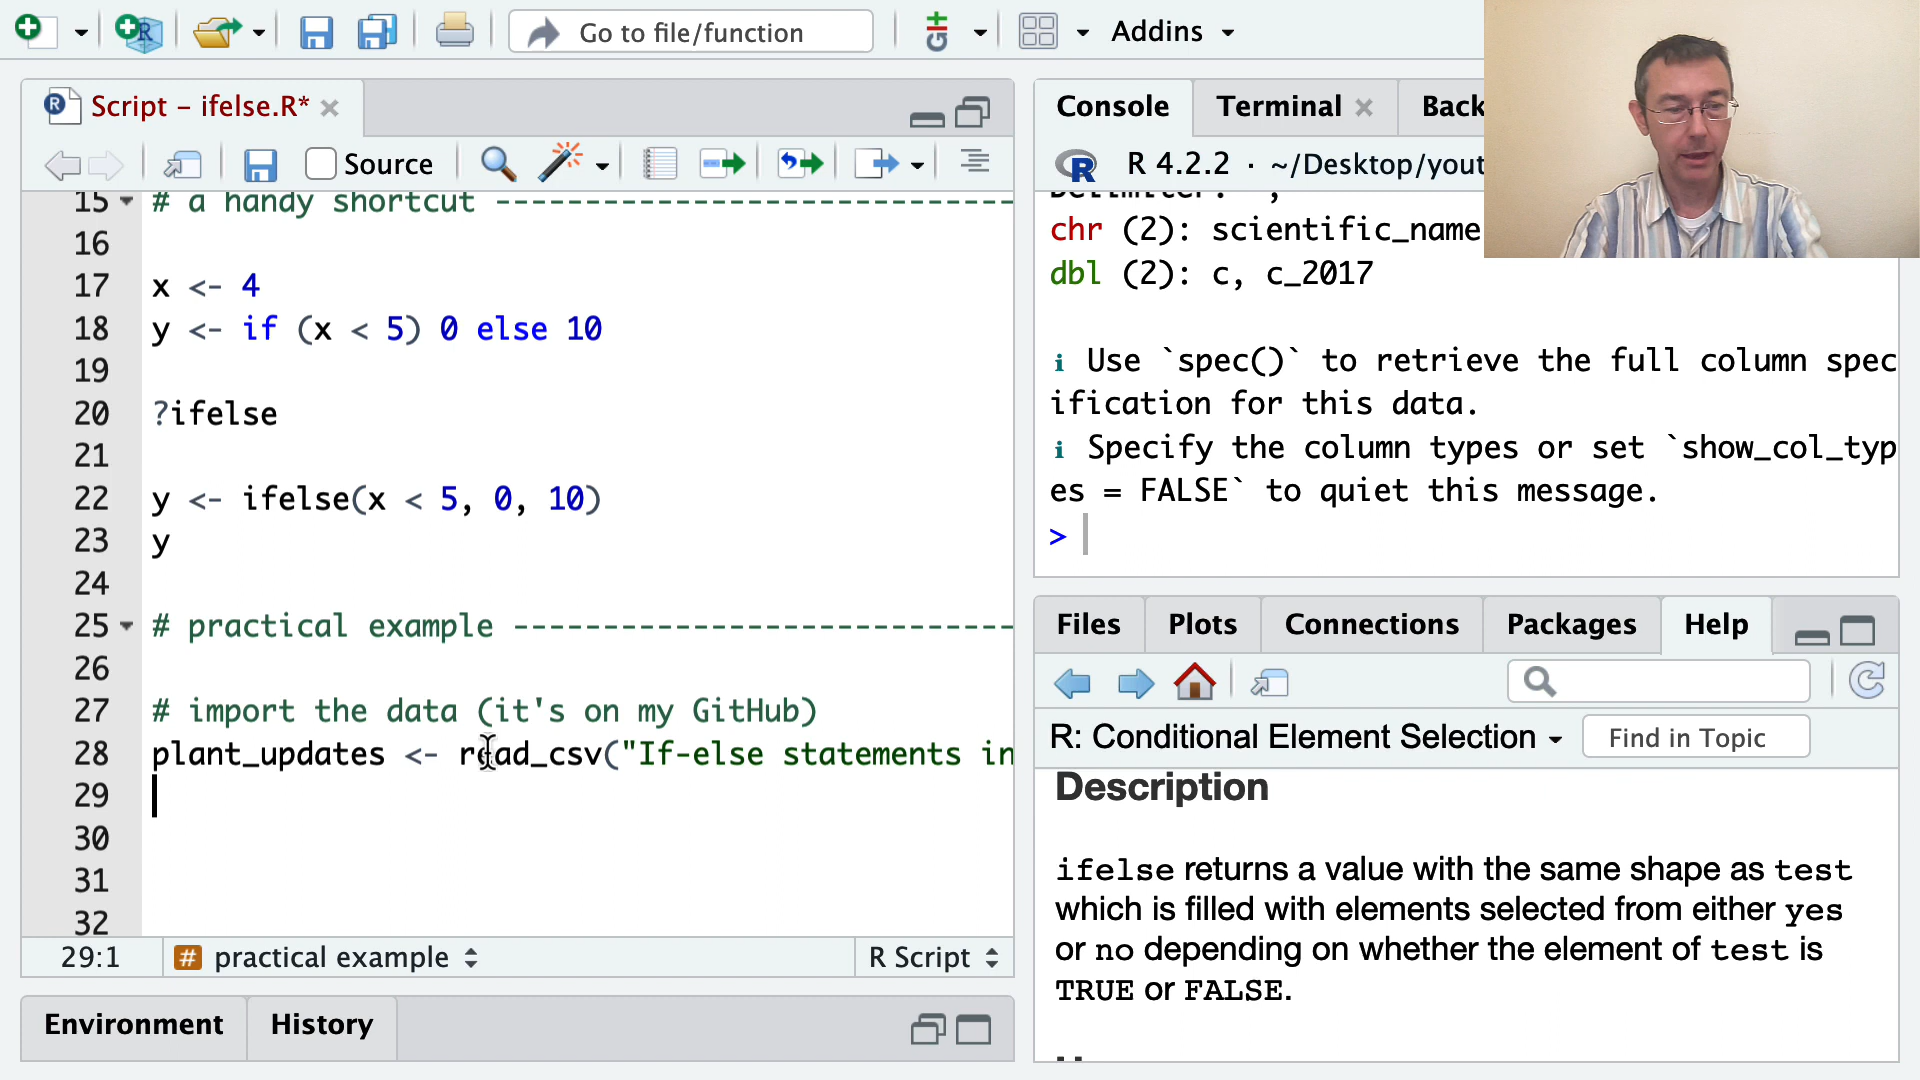 Go to file/function
Addins
Script - ifelse.R*
Source
15 # a handy shortcut ----------------------------
16
17 x <- 4
18 y <- if (x < 5) 0 else 10
19
20 ?ifelse
21
22 y <- ifelse(x < 5, 0, 10)
23 y
24
25 # practical example ----------------------------
26
27 # import the data (it's on my GitHub)
28 plant_updates <- read_csv("If-else statements in
29
30
31
32
29:1 # practical example R Script
Environment History
Console Terminal Back
R 4.2.2 · ~/Desktop/yout
Delimiter: ","
chr (2): scientific_name
dbl (2): c, c_2017
i Use `spec()` to retrieve the full column spec
ification for this data.
i Specify the column types or set `show_col_typ
es = FALSE` to quiet this message.
>
Files Plots Connections Packages Help
R: Conditional Element Selection Find in Topic
Description
ifelse returns a value with the same shape as test
which is filled with elements selected from either yes
or no depending on whether the element of test is
TRUE or FALSE.